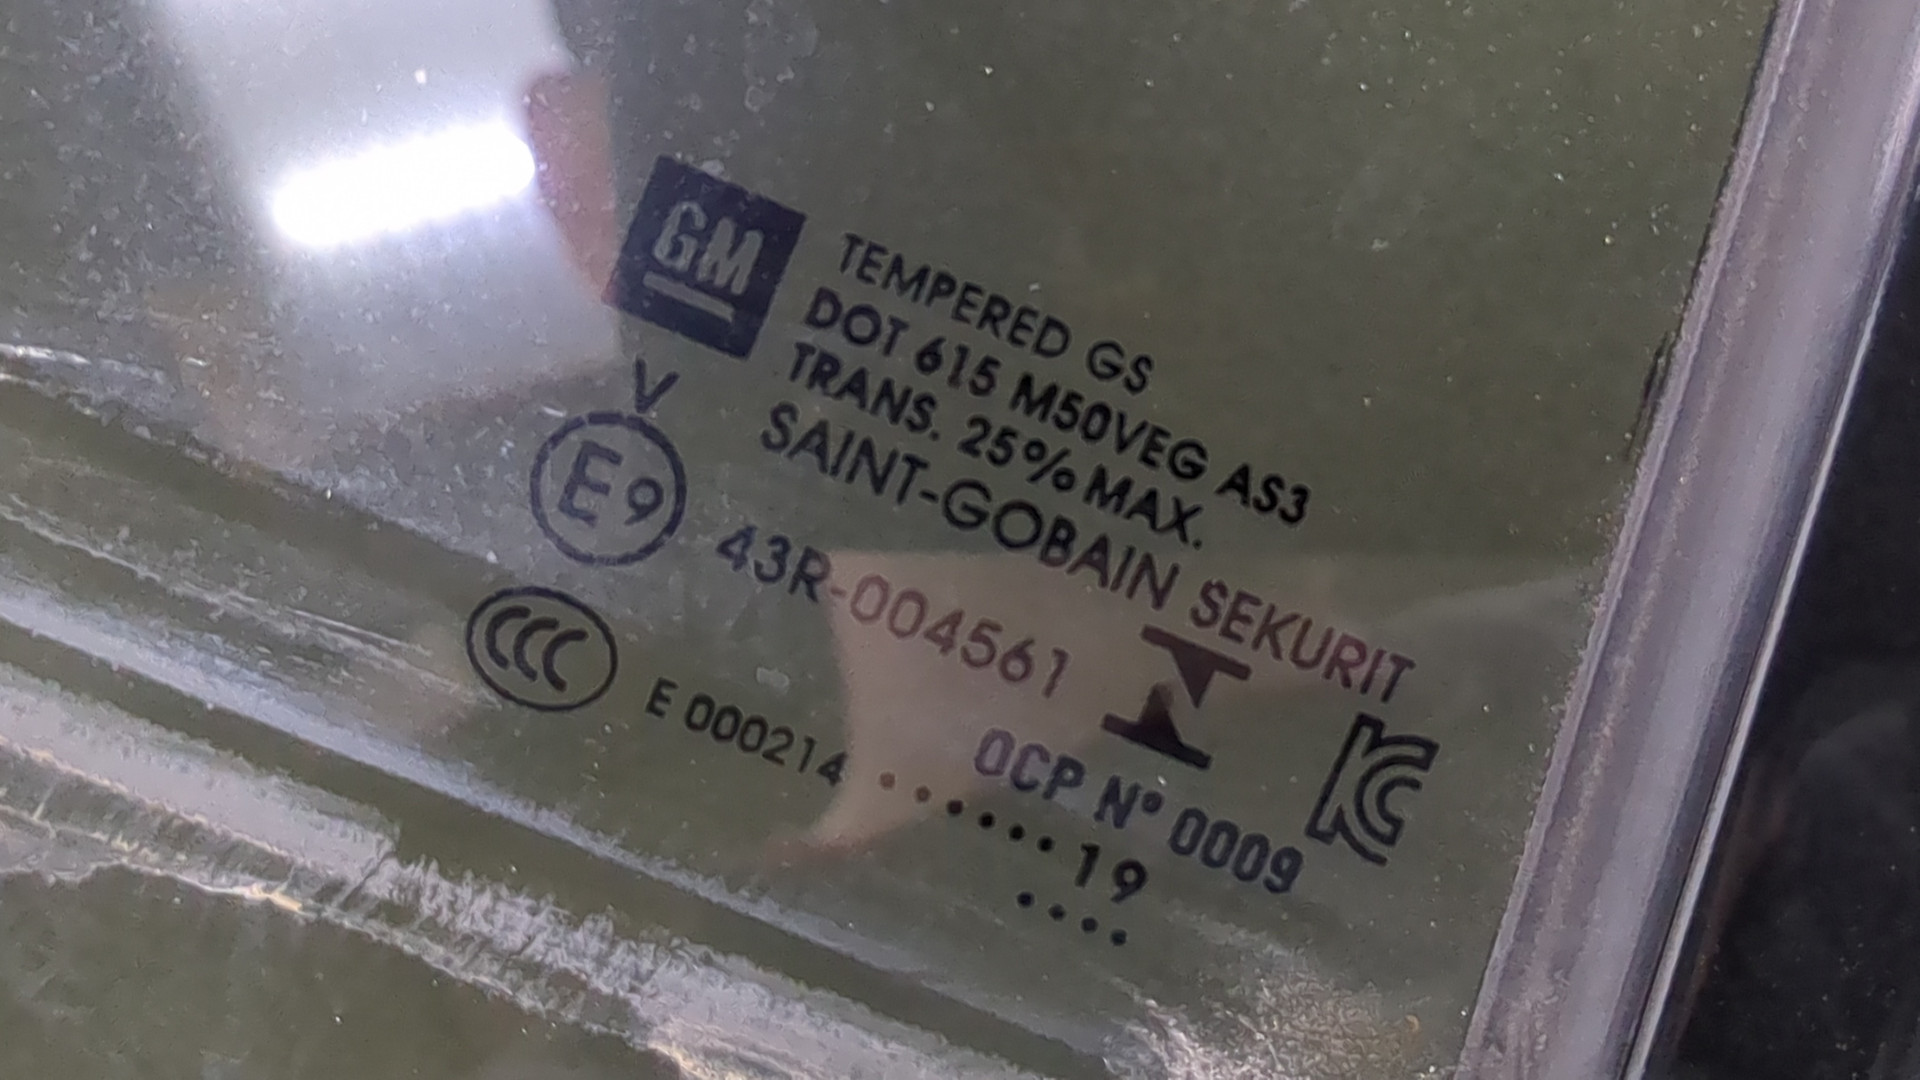 GM
TEMPERED GS
DOT 615 M50VEG AS3
TRANS. 25% MAX.
SAINT-GOBAIN SEKURIT
V
E9
43R-004561
CCC
E 000214
OCP N° 0009
KC
.......19
....